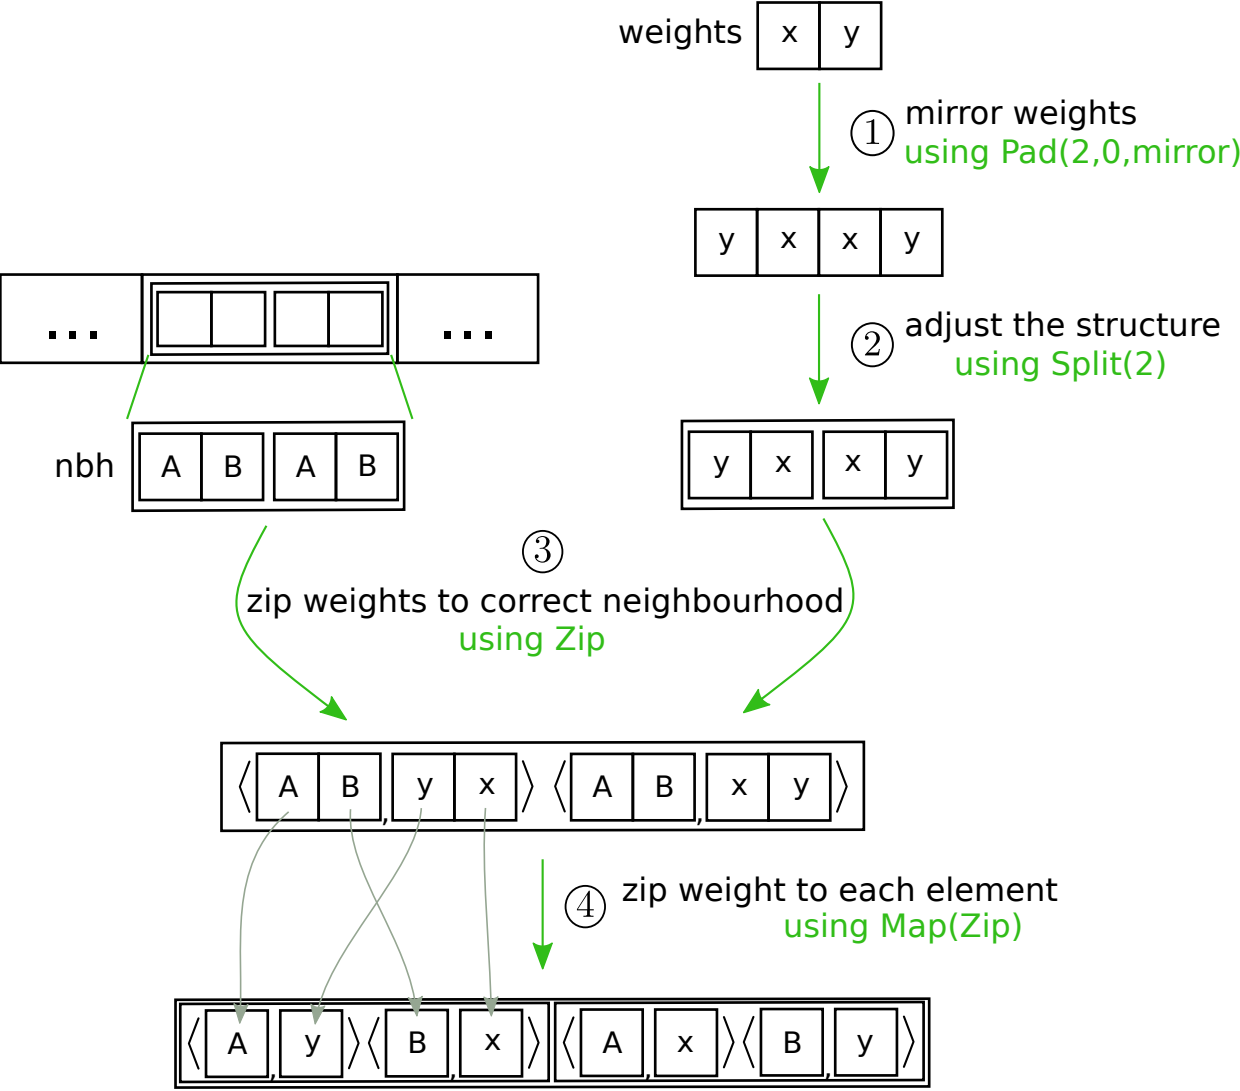 weights x y
① mirror weights
using Pad(2,0,mirror)
y x x y
... ...
② adjust the structure
using Split(2)
nbh A B A B
y x x y
③
zip weights to correct neighbourhood
using Zip
⟨ A B , y x ⟩ ⟨ A B , x y ⟩
④ zip weight to each element
using Map(Zip)
⟨ A , y ⟩ ⟨ B , x ⟩ ⟨ A , x ⟩ ⟨ B , y ⟩